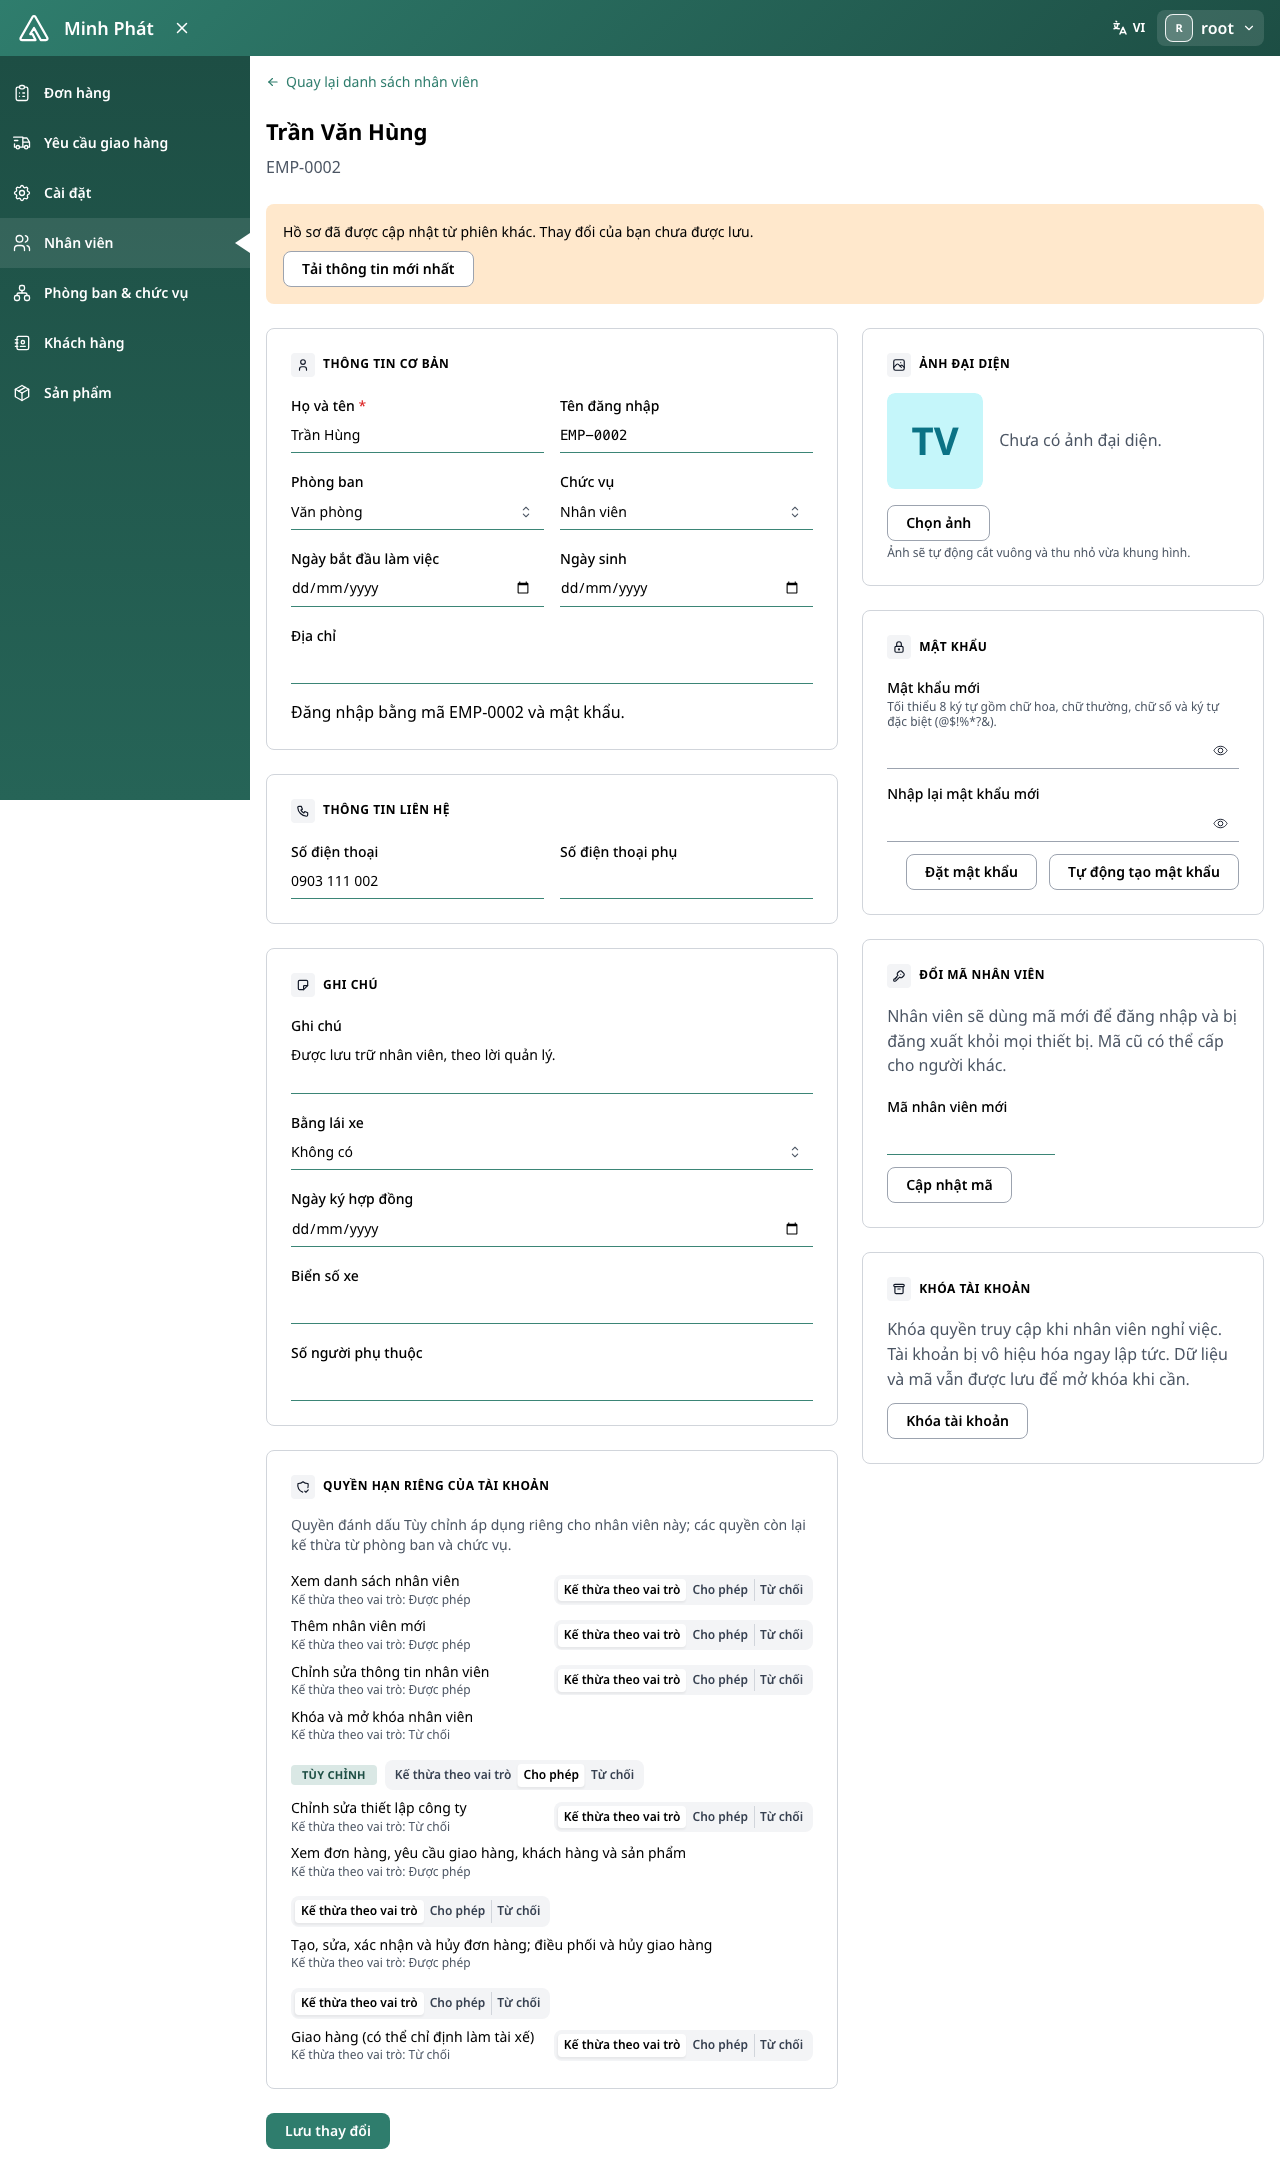 Minh Phát
VI
R
root
Đơn hàng
Yêu cầu giao hàng
Cài đặt
Nhân viên
Phòng ban & chức vụ
Khách hàng
Sản phẩm
Quay lại danh sách nhân viên
Trần Văn Hùng
EMP-0002
Hồ sơ đã được cập nhật từ phiên khác. Thay đổi của bạn chưa được lưu.
Tải thông tin mới nhất
THÔNG TIN CƠ BẢN
Họ và tên *
Tên đăng nhập
Trần Hùng
EMP-0002
Phòng ban
Chức vụ
Văn phòng
Nhân viên
Ngày bắt đầu làm việc
Ngày sinh
dd/mm/yyyy
dd/mm/yyyy
Địa chỉ
Đăng nhập bằng mã EMP-0002 và mật khẩu.
THÔNG TIN LIÊN HỆ
Số điện thoại
Số điện thoại phụ
0903 111 002
GHI CHÚ
Ghi chú
Được lưu trữ nhân viên, theo lời quản lý.
Bằng lái xe
Không có
Ngày ký hợp đồng
dd/mm/yyyy
Biển số xe
Số người phụ thuộc
QUYỀN HẠN RIÊNG CỦA TÀI KHOẢN
Quyền đánh dấu Tùy chỉnh áp dụng riêng cho nhân viên này; các quyền còn lại
kế thừa từ phòng ban và chức vụ.
Xem danh sách nhân viên
Kế thừa theo vai trò: Được phép
Kế thừa theo vai trò Cho phép Từ chối
Thêm nhân viên mới
Kế thừa theo vai trò: Được phép
Kế thừa theo vai trò Cho phép Từ chối
Chỉnh sửa thông tin nhân viên
Kế thừa theo vai trò: Được phép
Kế thừa theo vai trò Cho phép Từ chối
Khóa và mở khóa nhân viên
Kế thừa theo vai trò: Từ chối
TÙY CHỈNH Kế thừa theo vai trò Cho phép Từ chối
Chỉnh sửa thiết lập công ty
Kế thừa theo vai trò: Từ chối
Kế thừa theo vai trò Cho phép Từ chối
Xem đơn hàng, yêu cầu giao hàng, khách hàng và sản phẩm
Kế thừa theo vai trò: Được phép
Kế thừa theo vai trò Cho phép Từ chối
Tạo, sửa, xác nhận và hủy đơn hàng; điều phối và hủy giao hàng
Kế thừa theo vai trò: Được phép
Kế thừa theo vai trò Cho phép Từ chối
Giao hàng (có thể chỉ định làm tài xế)
Kế thừa theo vai trò: Từ chối
Kế thừa theo vai trò Cho phép Từ chối
Lưu thay đổi
ẢNH ĐẠI DIỆN
TV
Chưa có ảnh đại diện.
Chọn ảnh
Ảnh sẽ tự động cắt vuông và thu nhỏ vừa khung hình.
MẬT KHẨU
Mật khẩu mới
Tối thiểu 8 ký tự gồm chữ hoa, chữ thường, chữ số và ký tự
đặc biệt (@$!%*?&).
Nhập lại mật khẩu mới
Đặt mật khẩu
Tự động tạo mật khẩu
ĐỔI MÃ NHÂN VIÊN
Nhân viên sẽ dùng mã mới để đăng nhập và bị
đăng xuất khỏi mọi thiết bị. Mã cũ có thể cấp
cho người khác.
Mã nhân viên mới
Cập nhật mã
KHÓA TÀI KHOẢN
Khóa quyền truy cập khi nhân viên nghỉ việc.
Tài khoản bị vô hiệu hóa ngay lập tức. Dữ liệu
và mã vẫn được lưu để mở khóa khi cần.
Khóa tài khoản